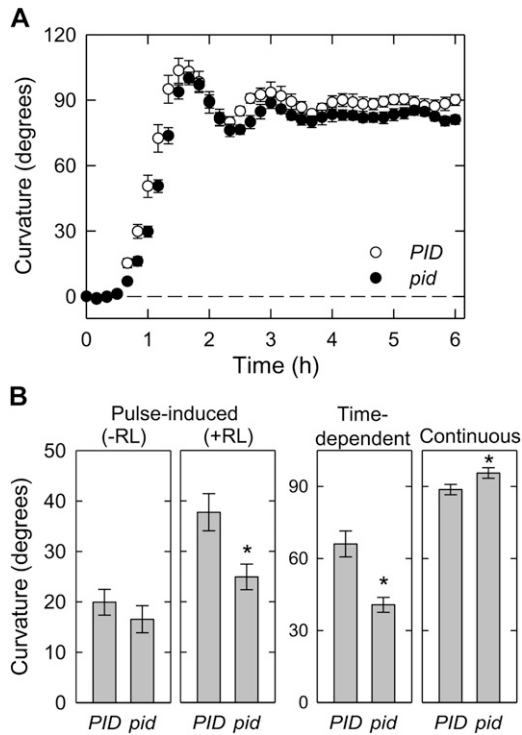 A
120
90
60
30
0
Curvature (degrees)
PID
pid
0 1 2 3 4 5 6
Time (h)
B
Pulse-induced
(-RL) (+RL)
Time-
dependent
Continuous
50
40
30
20
10
0
Curvature (degrees)
*
90
60
30
0
*
*
PID pid PID pid PID pid PID pid